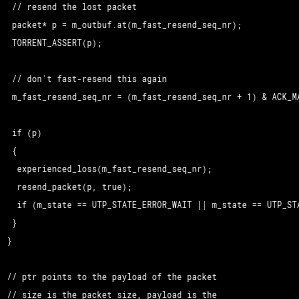 // resend the lost packet
packet* p = m_outbuf.at(m_fast_resend_seq_nr);
TORRENT_ASSERT(p);
// don't fast-resend this again
m_fast_resend_seq_nr = (m_fast_resend_seq_nr + 1) & ACK_MA
if (p)
{
experienced_loss(m_fast_resend_seq_nr);
resend_packet(p, true);
if (m_state == UTP_STATE_ERROR_WAIT || m_state == UTP_STA
}
}
// ptr points to the payload of the packet
// size is the packet size, payload is the